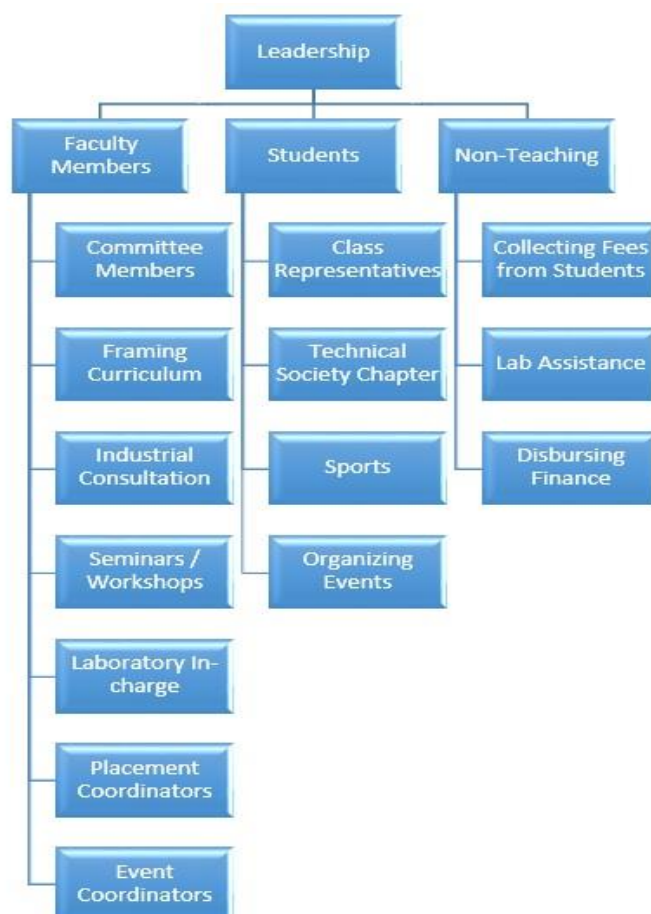 Leadership
Faculty
Members
Students
Non-Teaching
Committee
Members
Framing
Curriculum
Industrial
Consultation
Seminars /
Workshops
Laboratory In-
charge
Placement
Coordinators
Event
Coordinators
Class
Representatives
Technical
Society Chapter
Sports
Organizing
Events
Collecting Fees
from Students
Lab Assistance
Disbursing
Finance